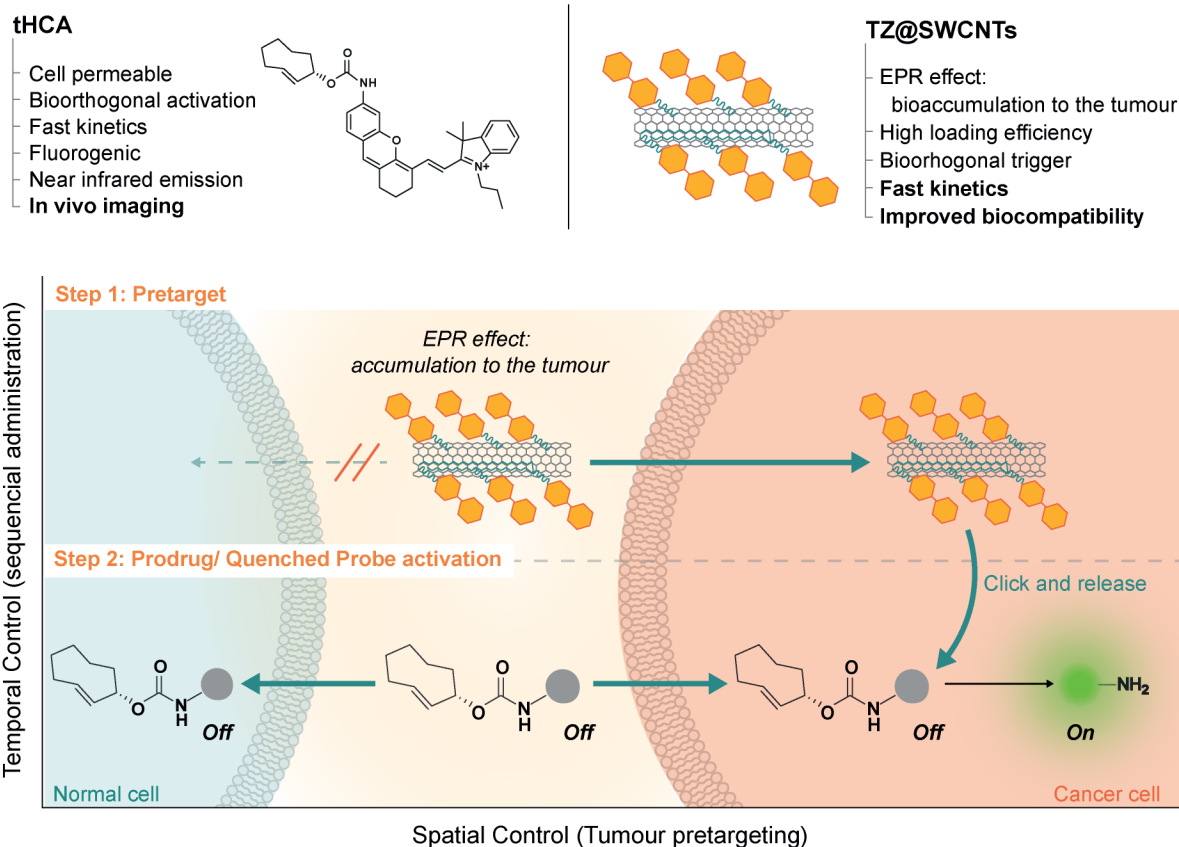 tHCA
Cell permeable
Bioorthogonal activation
Fast kinetics
Fluorogenic
Near infrared emission
In vivo imaging
O
O
NH
O
N+
TZ@SWCNTs
EPR effect:
bioaccumulation to the tumour
High loading efficiency
Bioorhogonal trigger
Fast kinetics
Improved biocompatibility
Temporal Control (sequencial administration)
Step 1: Pretarget
EPR effect:
accumulation to the tumour
Step 2: Prodrug/ Quenched Probe activation
Click and release
O
O
N
H
Off
O
O
N
H
Off
O
O
N
H
Off
NH2
On
Normal cell
Cancer cell
Spatial Control (Tumour pretargeting)